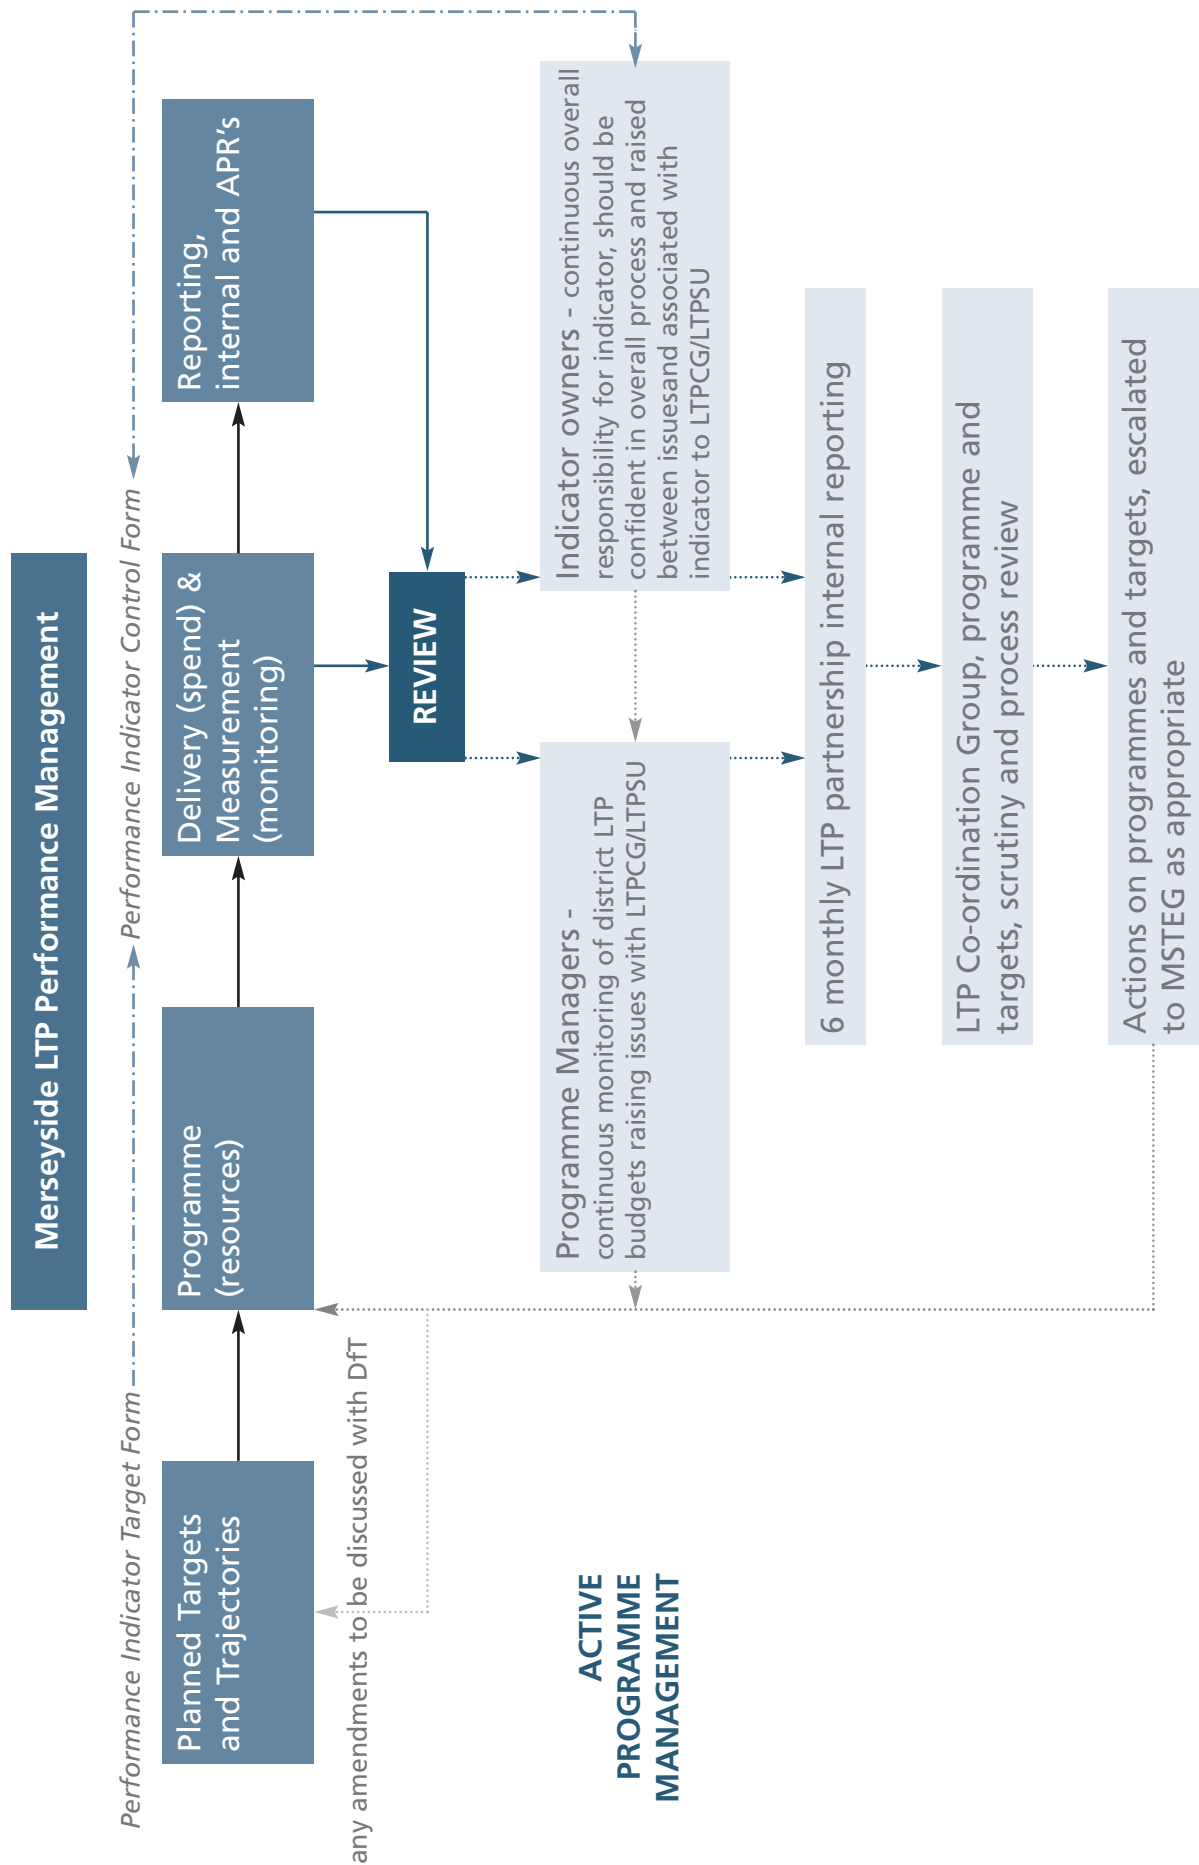 Merseyside LTP Performance Management
Performance Indicator Target Form
Performance Indicator Control Form
Planned Targets
and Trajectories
Programme
(resources)
Delivery (spend) &
Measurement
(monitoring)
Reporting,
internal and APR's
any amendments to be discussed with DfT
REVIEW
ACTIVE
PROGRAMME
MANAGEMENT
Programme Managers -
continuous monitoring of district LTP
budgets raising issues with LTPCG/LTPSU
Indicator owners - continuous overall
responsibility for indicator, should be
confident in overall process and raised
between issuesand associated with
indicator to LTPCG/LTPSU
6 monthly LTP partnership internal reporting
LTP Co-ordination Group, programme and
targets, scrutiny and process review
Actions on programmes and targets, escalated
to MSTEG as appropriate